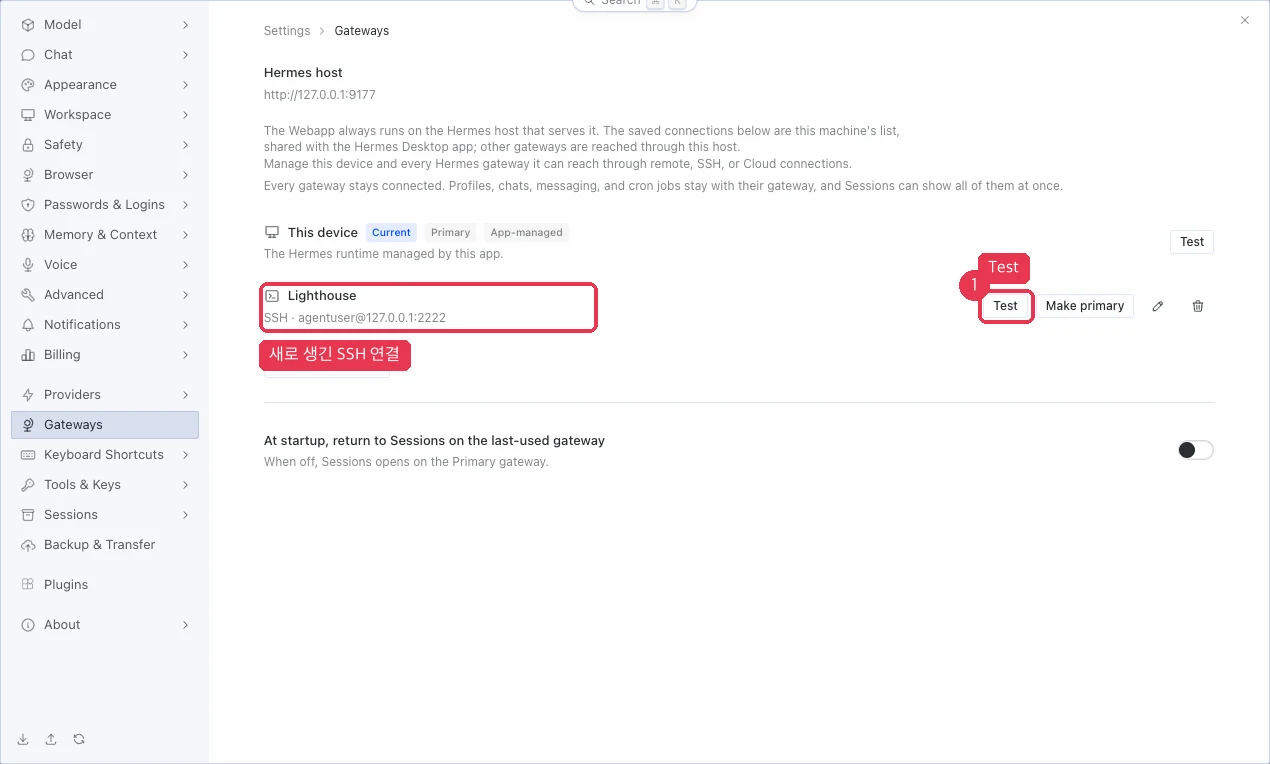 Search ⌘ K
Model
Chat
Appearance
Workspace
Safety
Browser
Passwords & Logins
Memory & Context
Voice
Advanced
Notifications
Billing
Providers
Gateways
Keyboard Shortcuts
Tools & Keys
Sessions
Backup & Transfer
Plugins
About
Settings > Gateways
Hermes host
http://127.0.0.1:9177
The Webapp always runs on the Hermes host that serves it. The saved connections below are this machine's list,
shared with the Hermes Desktop app; other gateways are reached through this host.
Manage this device and every Hermes gateway it can reach through remote, SSH, or Cloud connections.
Every gateway stays connected. Profiles, chats, messaging, and cron jobs stay with their gateway, and Sessions can show all of them at once.
This device Current Primary App-managed
The Hermes runtime managed by this app.
Test
Test
1
Lighthouse
SSH · agentuser@127.0.0.1:2222
Test Make primary
새로 생긴 SSH 연결
At startup, return to Sessions on the last-used gateway
When off, Sessions opens on the Primary gateway.